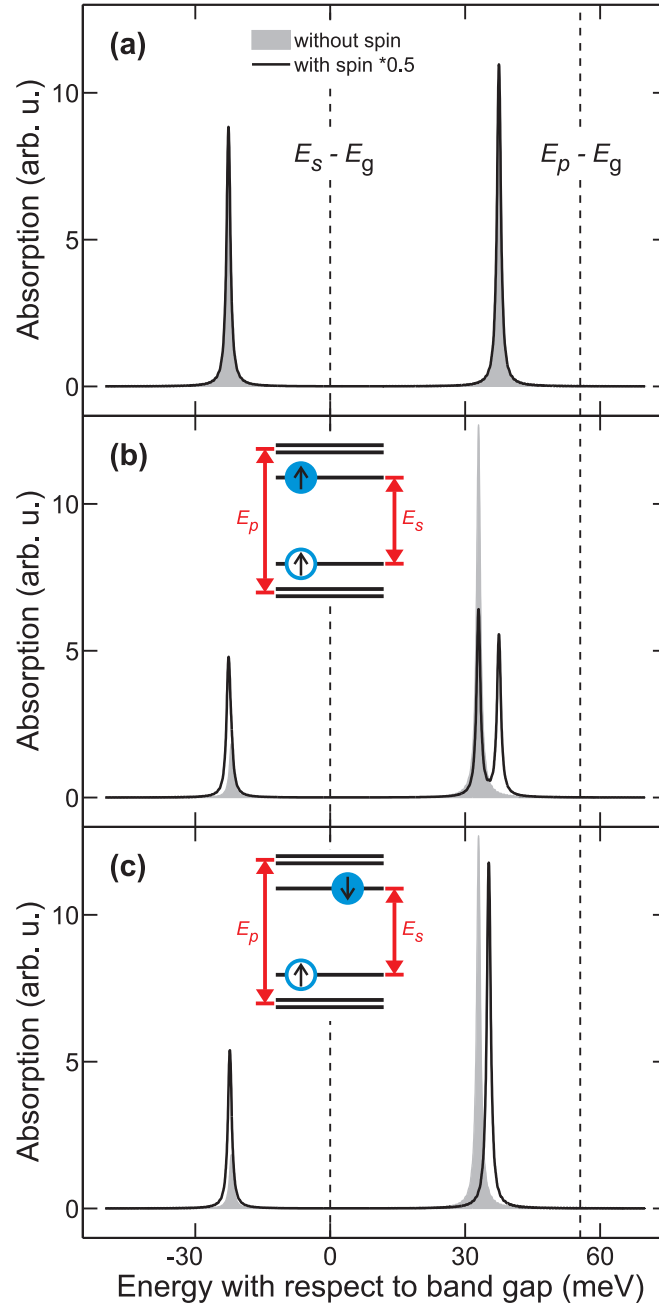 (a)
without spin
with spin *0.5
E_s - E_g
E_p - E_g
Absorption (arb. u.)
10
5
0
(b)
E_p
E_s
Absorption (arb. u.)
10
5
0
(c)
E_p
E_s
Absorption (arb. u.)
10
5
0
-30 0 30 60
Energy with respect to band gap (meV)